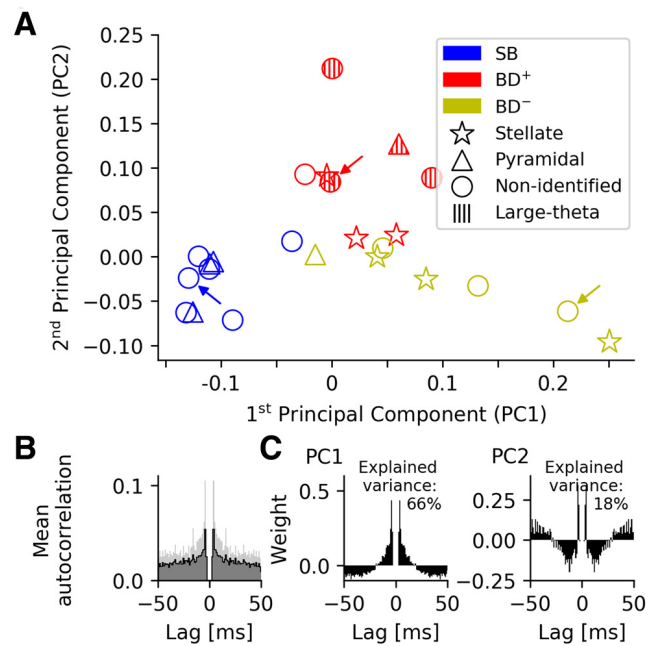 A
0.25
0.20
0.15
0.10
0.05
0.00
−0.05
−0.10
2nd Principal Component (PC2)
-0.1
0
0.1
0.2
1st Principal Component (PC1)
SB
BD+
BD−
Stellate
Pyramidal
Non-identified
Large-theta
B
Mean
autocorrelation
0.1
0.0
−50
0
50
Lag [ms]
C
PC1
Explained
variance:
66%
Weight
0.5
0.0
−50
0
50
Lag [ms]
PC2
Explained
variance:
18%
0.25
0.00
−0.25
−50
0
50
Lag [ms]